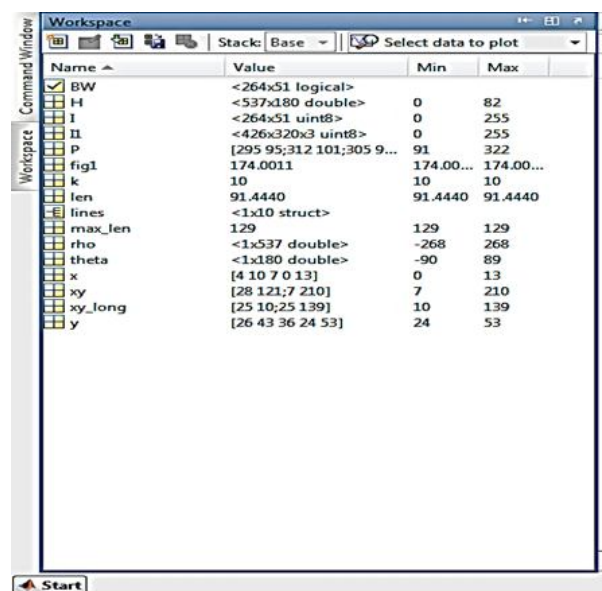 Workspace
Stack: Base Select data to plot
Name Value Min Max
BW <264x51 logical>
H <537x180 double> 0 82
I <264x51 uint8> 0 255
I1 <426x320x3 uint8> 0 255
P [295 95;312 101;305 9... 91 322
fig1 174.0011 174.00... 174.00...
k 10 10 10
len 91.4440 91.4440 91.4440
lines <1x10 struct>
max_len 129 129 129
rho <1x537 double> -268 268
theta <1x180 double> -90 89
x [4 10 7 0 13] 0 13
xy [28 121;7 210] 7 210
xy_long [25 10;25 139] 10 139
y [26 43 36 24 53] 24 53
Command Window
Workspace
Start